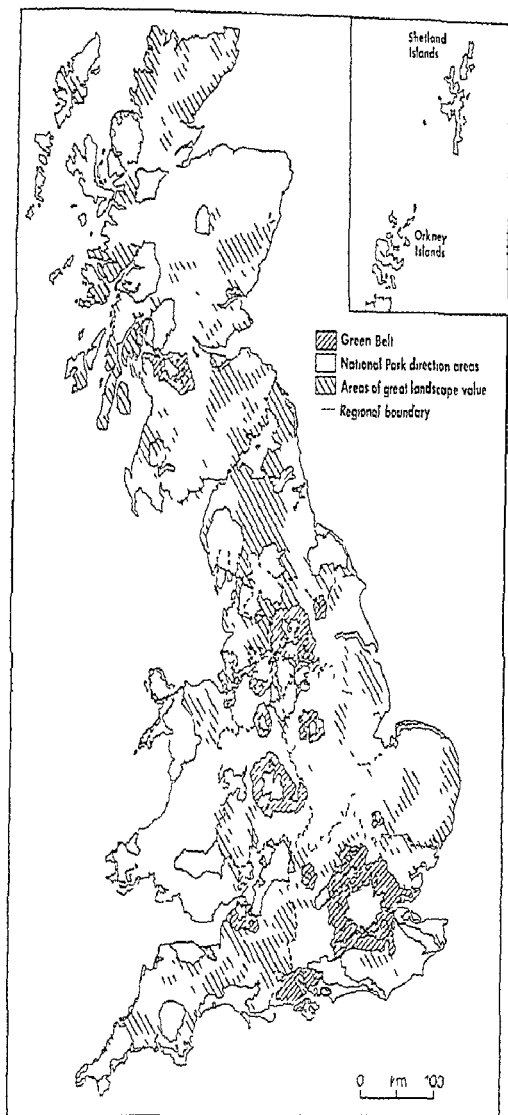 Shetland
Islands
Orkney
Islands
Green Belt
National Park direction areas
Areas of great landscape value
Regional boundary
0 km 100